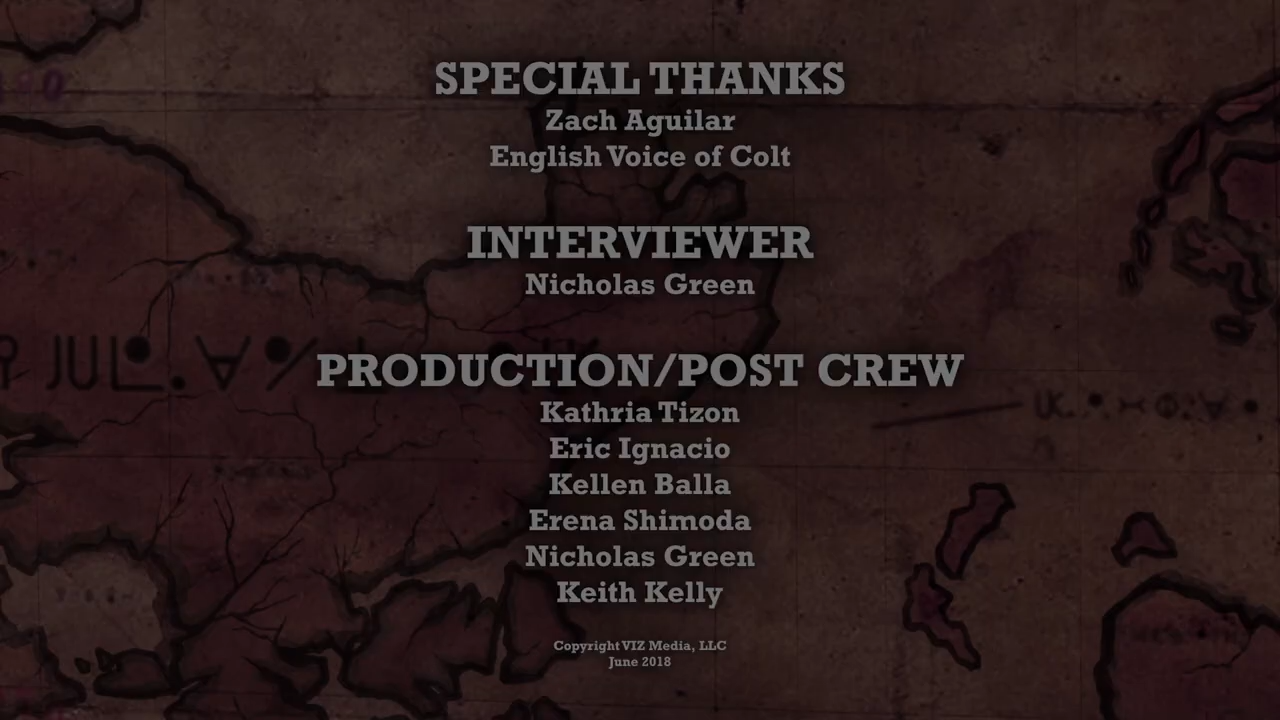 SPECIAL THANKS
Zach Aguilar
English Voice of Colt
INTERVIEWER
Nicholas Green
PRODUCTION/POST CREW
Kathria Tizon
Eric Ignacio
Kellen Balla
Erena Shimoda
Nicholas Green
Keith Kelly
Copyright VIZ Media, LLC
June 2018